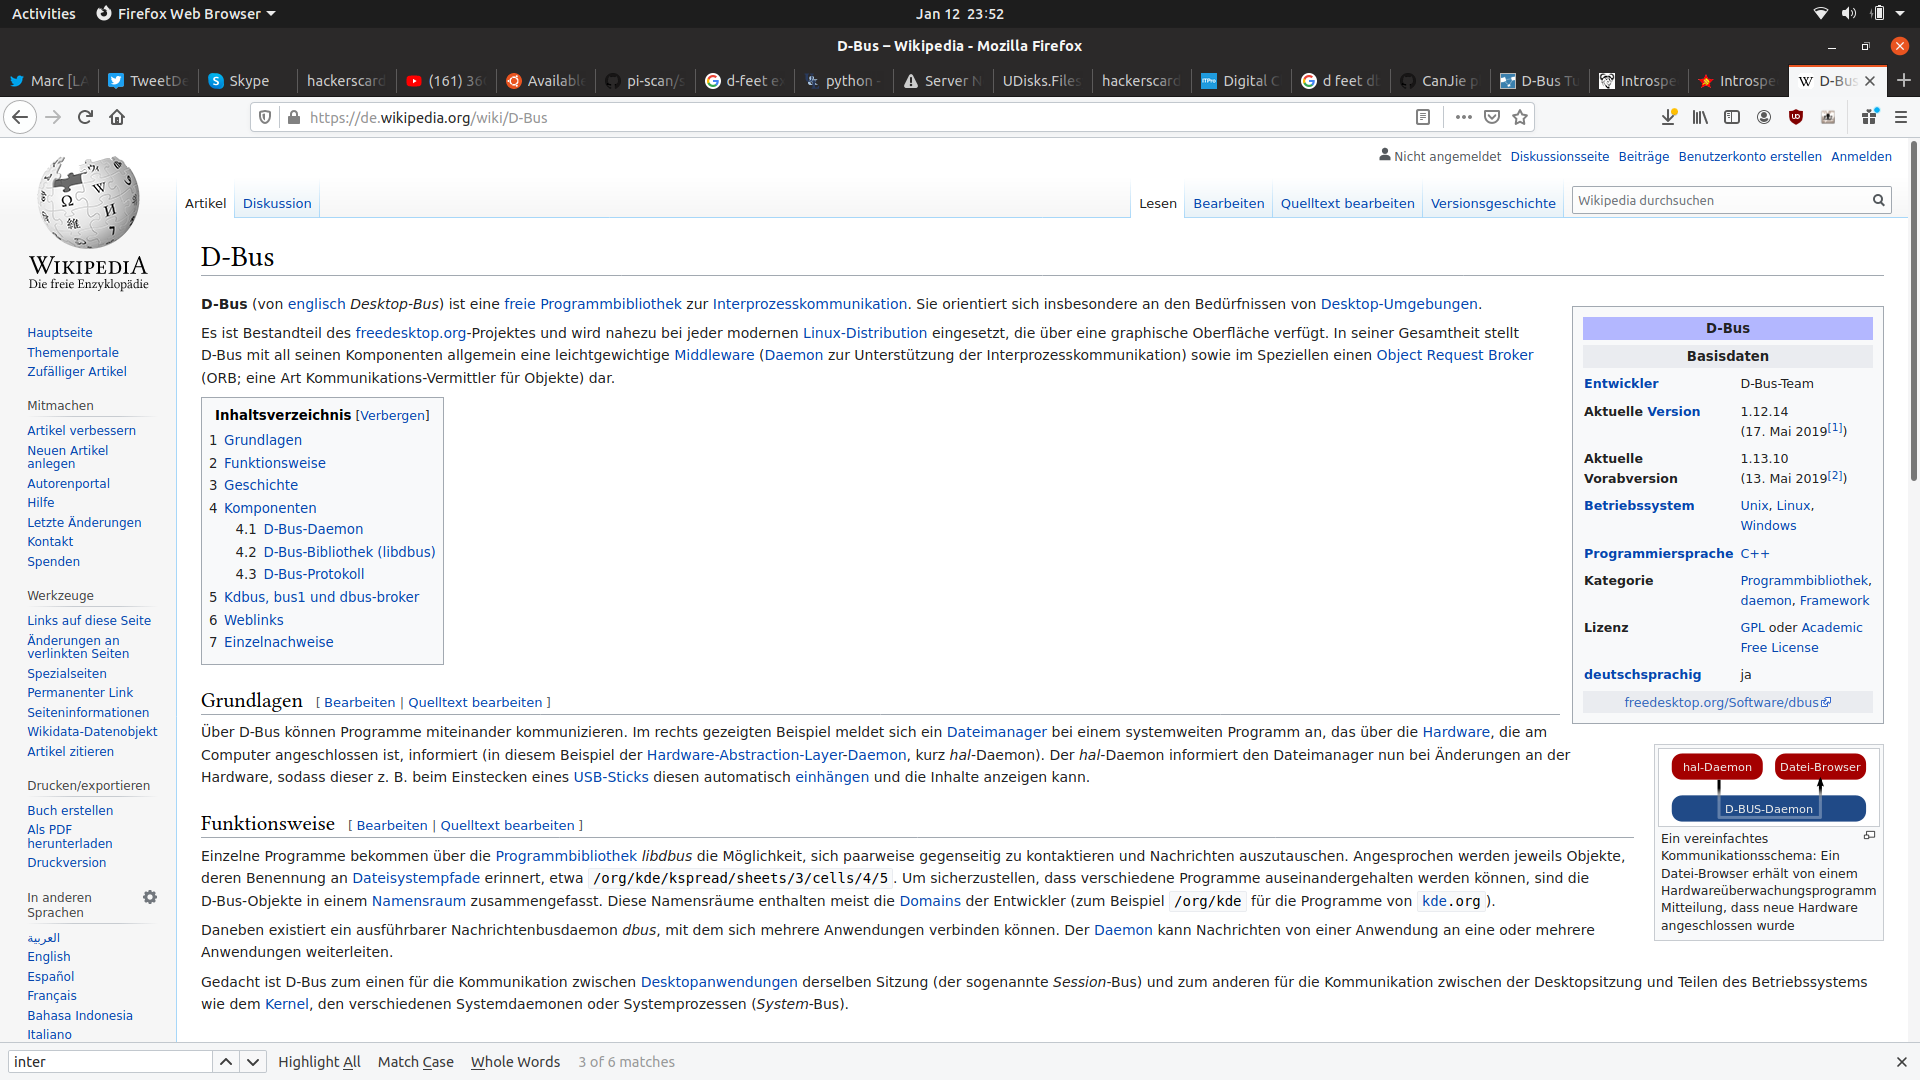 Activities
Firefox Web Browser
Jan 12 23:52
D-Bus – Wikipedia - Mozilla Firefox
Marc [LA
TweetDe
Skype
hackerscard
(161) 36
Available
pi-scan/s
d-feet ex
python -
Server N
UDisks.Files
hackerscard
Digital C
d feet db
CanJie p
D-Bus Tu
Introspe
Introspe
D-Bus
https://de.wikipedia.org/wiki/D-Bus
Nicht angemeldet Diskussionsseite Beiträge Benutzerkonto erstellen Anmelden
Artikel Diskussion
Lesen Bearbeiten Quelltext bearbeiten Versionsgeschichte
Wikipedia durchsuchen
WIKIPEDIA
Die freie Enzyklopädie
Hauptseite
Themenportale
Zufälliger Artikel
Mitmachen
Artikel verbessern
Neuen Artikel
anlegen
Autorenportal
Hilfe
Letzte Änderungen
Kontakt
Spenden
Werkzeuge
Links auf diese Seite
Änderungen an
verlinkten Seiten
Spezialseiten
Permanenter Link
Seiteninformationen
Wikidata-Datenobjekt
Artikel zitieren
Drucken/exportieren
Buch erstellen
Als PDF
herunterladen
Druckversion
In anderen
Sprachen
العربية
English
Español
Français
Bahasa Indonesia
Italiano
D-Bus
D-Bus (von englisch Desktop-Bus) ist eine freie Programmbibliothek zur Interprozesskommunikation. Sie orientiert sich insbesondere an den Bedürfnissen von Desktop-Umgebungen.
Es ist Bestandteil des freedesktop.org-Projektes und wird nahezu bei jeder modernen Linux-Distribution eingesetzt, die über eine graphische Oberfläche verfügt. In seiner Gesamtheit stellt
D-Bus mit all seinen Komponenten allgemein eine leichtgewichtige Middleware (Daemon zur Unterstützung der Interprozesskommunikation) sowie im Speziellen einen Object Request Broker
(ORB; eine Art Kommunikations-Vermittler für Objekte) dar.
Inhaltsverzeichnis [Verbergen]
1 Grundlagen
2 Funktionsweise
3 Geschichte
4 Komponenten
4.1 D-Bus-Daemon
4.2 D-Bus-Bibliothek (libdbus)
4.3 D-Bus-Protokoll
5 Kdbus, bus1 und dbus-broker
6 Weblinks
7 Einzelnachweise
D-Bus
Basisdaten
Entwickler D-Bus-Team
Aktuelle Version 1.12.14
(17. Mai 2019[1])
Aktuelle 1.13.10
Vorabversion (13. Mai 2019[2])
Betriebssystem Unix, Linux,
Windows
Programmiersprache C++
Kategorie Programmbibliothek,
daemon, Framework
Lizenz GPL oder Academic
Free License
deutschsprachig ja
freedesktop.org/Software/dbus
Grundlagen [ Bearbeiten | Quelltext bearbeiten ]
Über D-Bus können Programme miteinander kommunizieren. Im rechts gezeigten Beispiel meldet sich ein Dateimanager bei einem systemweiten Programm an, das über die Hardware, die am
Computer angeschlossen ist, informiert (in diesem Beispiel der Hardware-Abstraction-Layer-Daemon, kurz hal-Daemon). Der hal-Daemon informiert den Dateimanager nun bei Änderungen an der
Hardware, sodass dieser z. B. beim Einstecken eines USB-Sticks diesen automatisch einhängen und die Inhalte anzeigen kann.
hal-Daemon Datei-Browser
D-BUS-Daemon
Ein vereinfachtes
Kommunikationsschema: Ein
Datei-Browser erhält von einem
Hardwareüberwachungsprogramm
Mitteilung, dass neue Hardware
angeschlossen wurde
Funktionsweise [ Bearbeiten | Quelltext bearbeiten ]
Einzelne Programme bekommen über die Programmbibliothek libdbus die Möglichkeit, sich paarweise gegenseitig zu kontaktieren und Nachrichten auszutauschen. Angesprochen werden jeweils Objekte,
deren Benennung an Dateisystempfade erinnert, etwa /org/kde/kspread/sheets/3/cells/4/5. Um sicherzustellen, dass verschiedene Programme auseinandergehalten werden können, sind die
D-Bus-Objekte in einem Namensraum zusammengefasst. Diese Namensräume enthalten meist die Domains der Entwickler (zum Beispiel /org/kde für die Programme von kde.org).
Daneben existiert ein ausführbarer Nachrichtenbusdaemon dbus, mit dem sich mehrere Anwendungen verbinden können. Der Daemon kann Nachrichten von einer Anwendung an eine oder mehrere
Anwendungen weiterleiten.
Gedacht ist D-Bus zum einen für die Kommunikation zwischen Desktopanwendungen derselben Sitzung (der sogenannte Session-Bus) und zum anderen für die Kommunikation zwischen der Desktopsitzung und Teilen des Betriebssystems
wie dem Kernel, den verschiedenen Systemdaemonen oder Systemprozessen (System-Bus).
inter
Highlight All Match Case Whole Words 3 of 6 matches